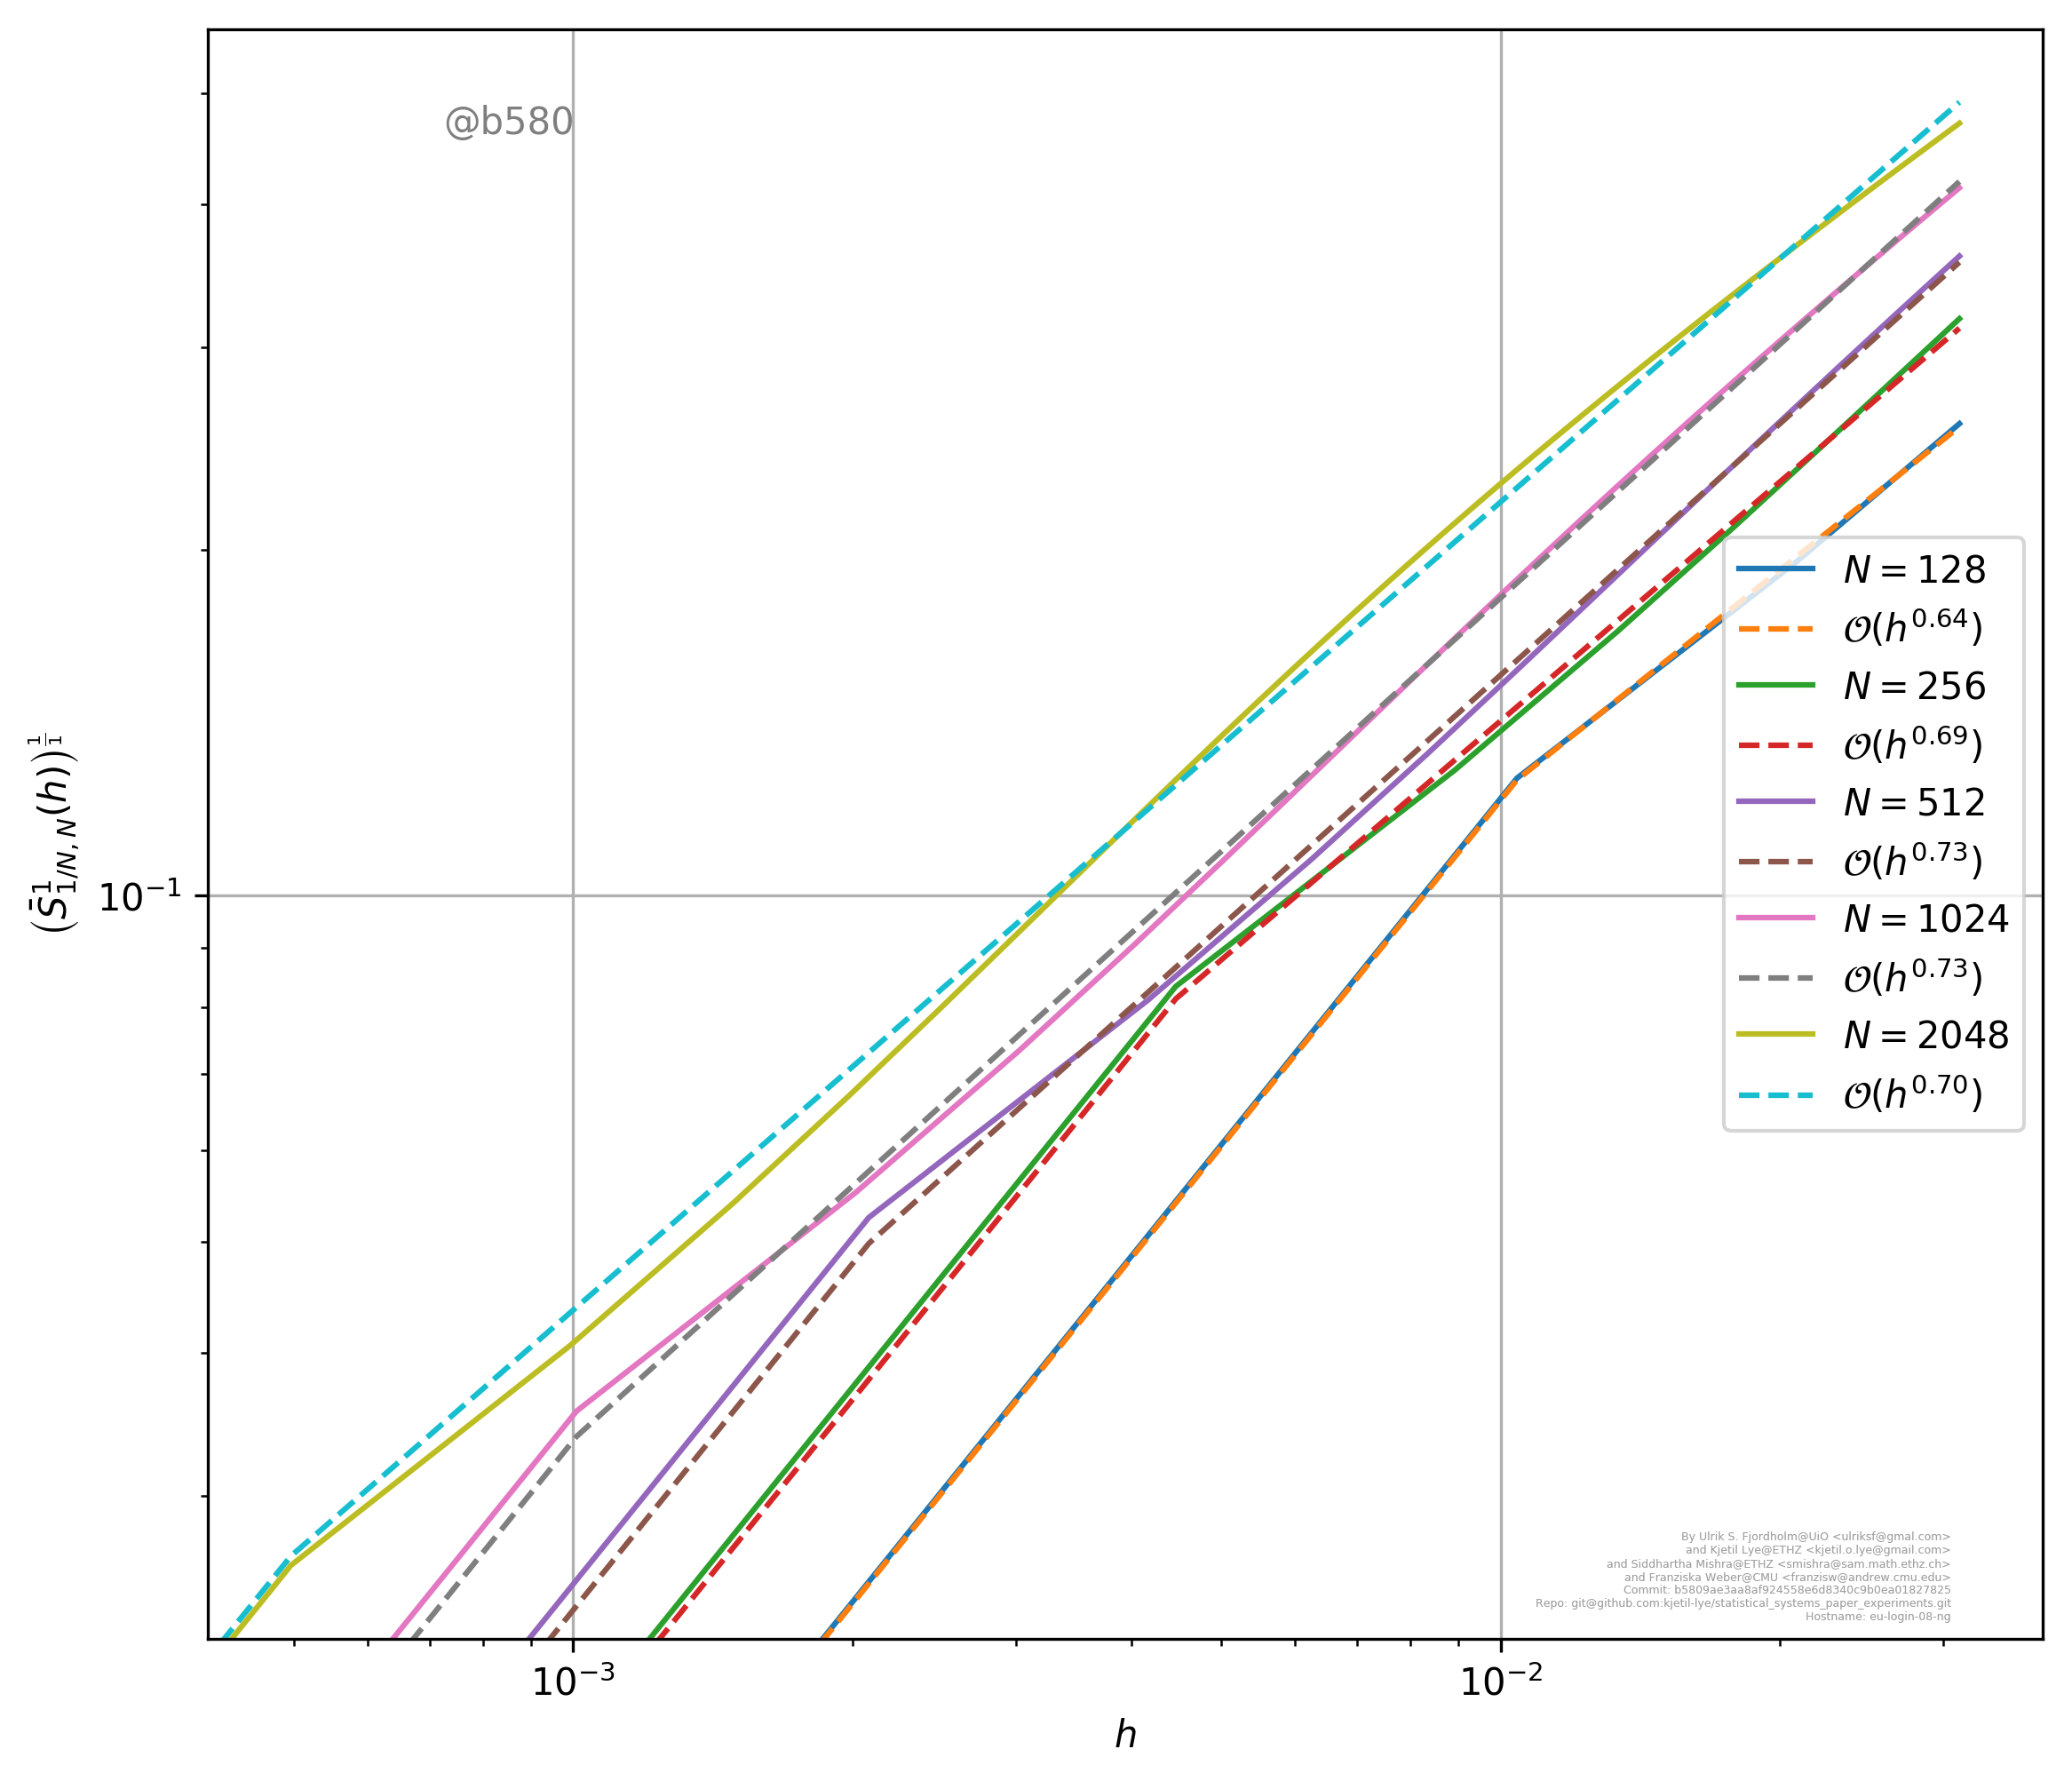 @b580
(S̄¹₁/N, N(h))^(1/1)
10⁻¹
N = 128
𝒪(h^0.64)
N = 256
𝒪(h^0.69)
N = 512
𝒪(h^0.73)
N = 1024
𝒪(h^0.73)
N = 2048
𝒪(h^0.70)
By Ulrik S. Fjordholm@UiO <ulriksf@gmal.com>
and Kjetil Lye@ETHZ <kjetil.o.lye@gmail.com>
and Siddhartha Mishra@ETHZ <smishra@sam.math.ethz.ch>
and Franziska Weber@CMU <franzisw@andrew.cmu.edu>
Commit: b5809ae3aa8af924558e6d8340c9b0ea01827825
Repo: git@github.com:kjetil-lye/statistical_systems_paper_experiments.git
Hostname: eu-login-08-ng
10⁻³ 10⁻²
h